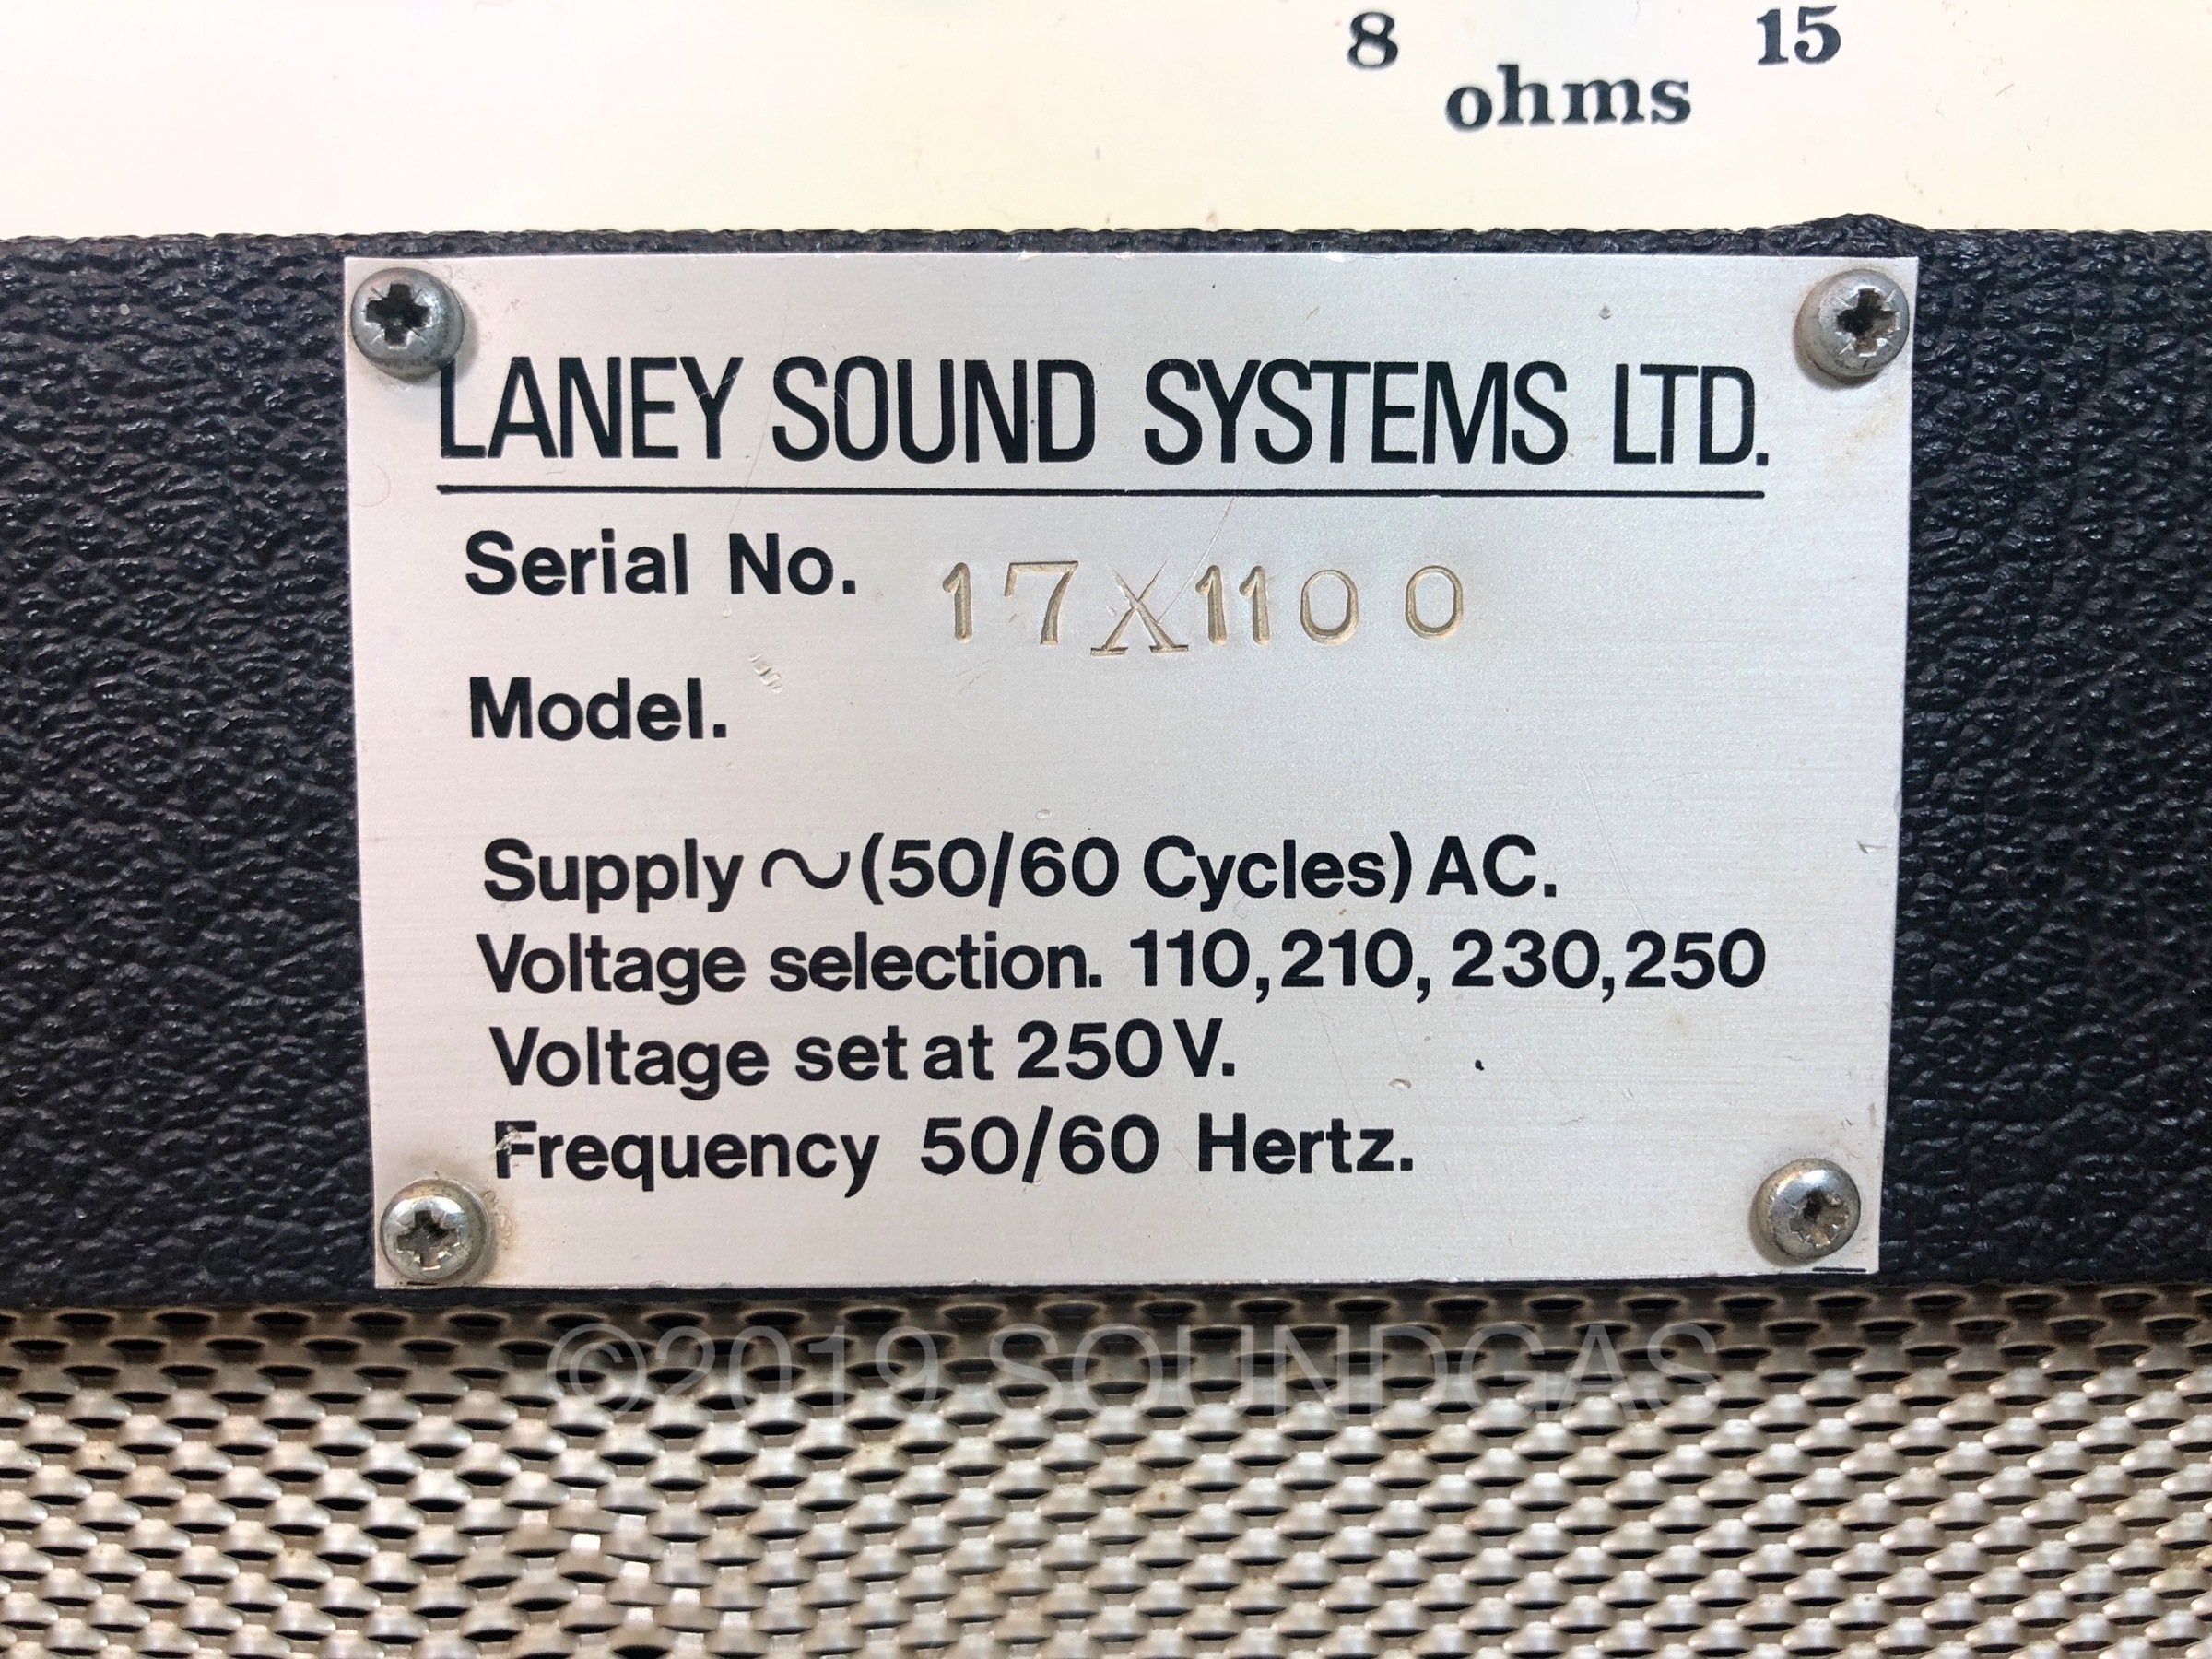 8 ohms 15
LANEY SOUND SYSTEMS LTD.
Serial No. 17X1100
Model.
Supply ~(50/60 Cycles) AC.
Voltage selection. 110,210, 230,250
Voltage set at 250V.
Frequency 50/60 Hertz.
©2019 SOUNDGAS